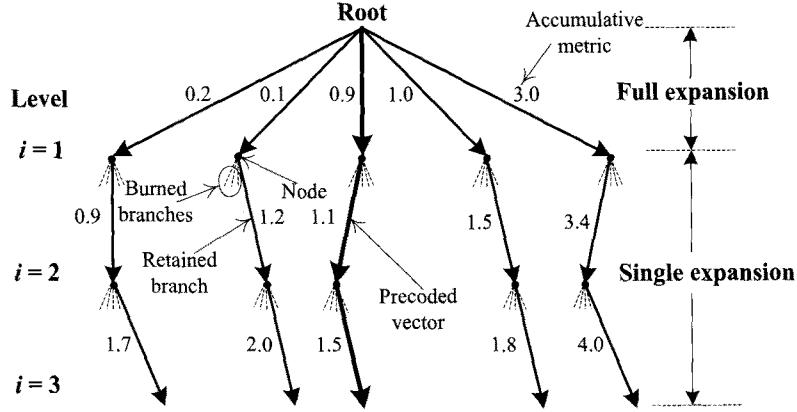 Root
Accumulative
metric
Level
0.2
0.1
0.9
1.0
3.0
Full expansion
i = 1
Burned
branches
Node
0.9
1.2
1.1
1.5
3.4
Retained
branch
i = 2
Precoded
vector
Single expansion
1.7
2.0
1.5
1.8
4.0
i = 3